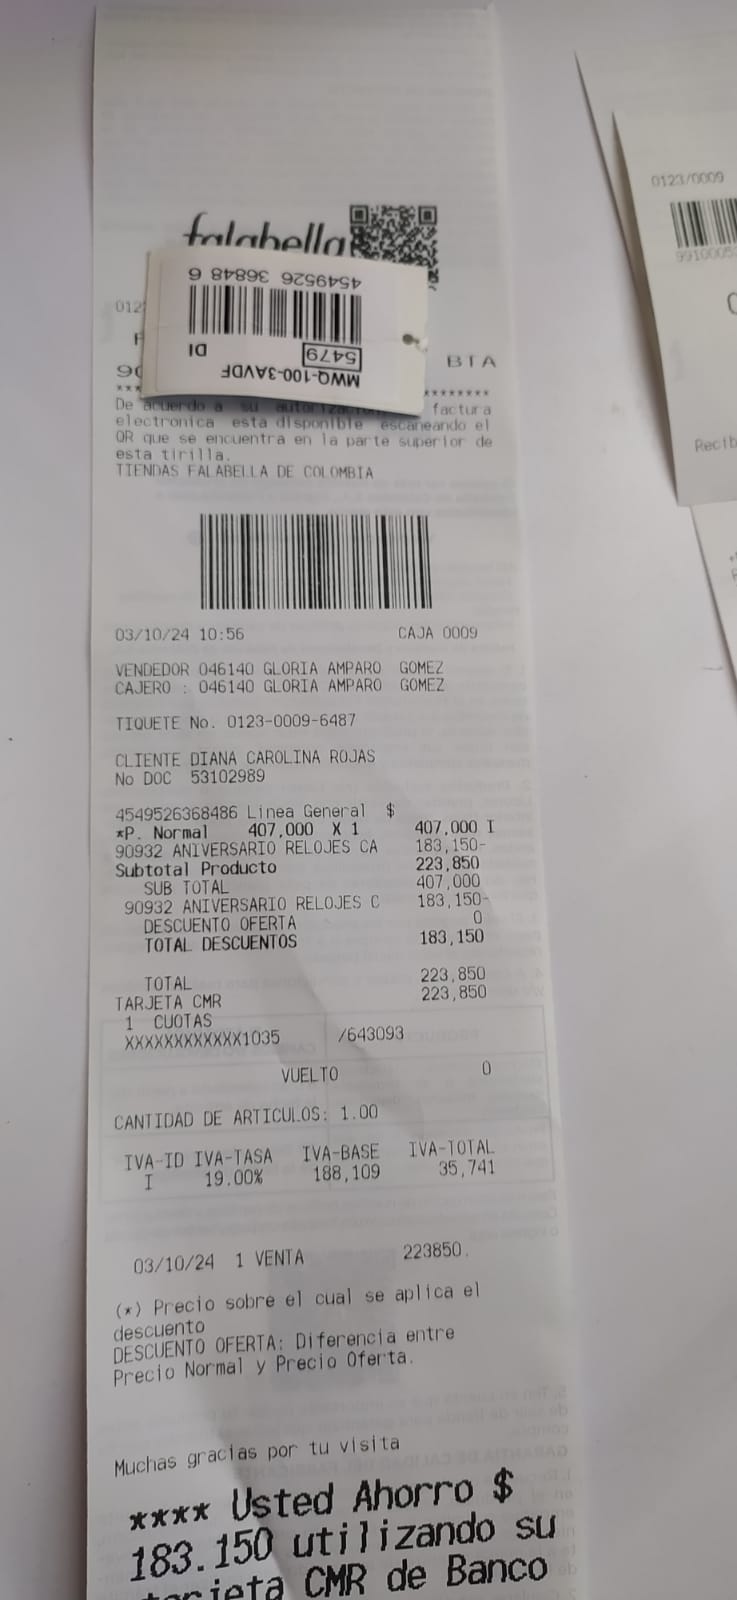 falabella
4549526 36848 6
DI
5479
MWQ-100-3AVDF
012
BIA
90
*** ********
De acuerdo a su factura
electronica esta disponible escaneando el
QR que se encuentra en la parte superior de
esta tirilla.
TIENDAS FALABELLA DE COLOMBIA
03/10/24 10:56 CAJA 0009
VENDEDOR 046140 GLORIA AMPARO GOMEZ
CAJERO : 046140 GLORIA AMPARO GOMEZ
TIQUETE No. 0123-0009-6487
CLIENTE DIANA CAROLINA ROJAS
No DOC 53102989
4549526368486 Linea General $
*P. Normal 407,000 X 1 407,000 I
90932 ANIVERSARIO RELOJES CA 183,150-
Subtotal Producto 223,850
SUB TOTAL 407,000
90932 ANIVERSARIO RELOJES C 183,150-
DESCUENTO OFERTA 0
TOTAL DESCUENTOS 183,150
TOTAL 223,850
TARJETA CMR 223,850
1 CUOTAS
XXXXXXXXXXXX1035 /643093
VUELTO 0
CANTIDAD DE ARTICULOS: 1.00
IVA-ID IVA-TASA IVA-BASE IVA-TOTAL
I 19.00% 188,109 35,741
03/10/24 1 VENTA 223850.
(*) Precio sobre el cual se aplica el
descuento
DESCUENTO OFERTA: Diferencia entre
Precio Normal y Precio Oferta.
Muchas gracias por tu visita
**** Usted Ahorro $
183.150 utilizando su
tarjeta CMR de Banco
0123/0009
9910005
Recib